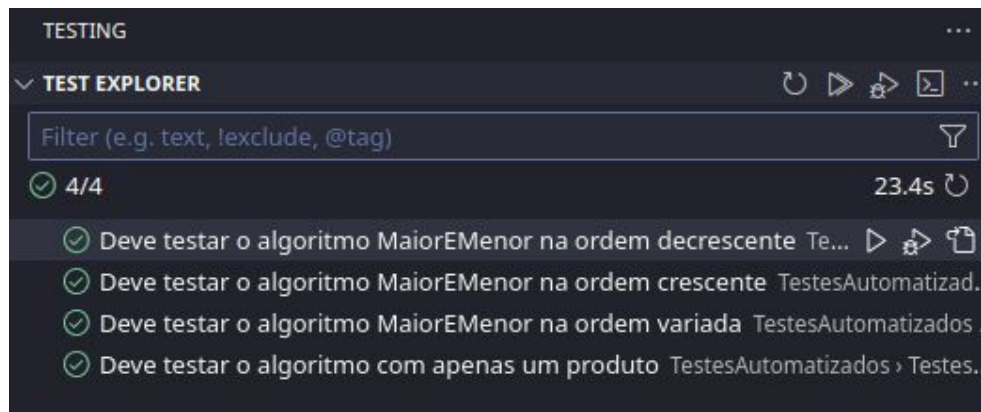 TESTING
TEST EXPLORER
Filter (e.g. text, !exclude, @tag)
4/4 23.4s
Deve testar o algoritmo MaiorEMenor na ordem decrescente Te...
Deve testar o algoritmo MaiorEMenor na ordem crescente TestesAutomatizad.
Deve testar o algoritmo MaiorEMenor na ordem variada TestesAutomatizados
Deve testar o algoritmo com apenas um produto TestesAutomatizados › Testes.